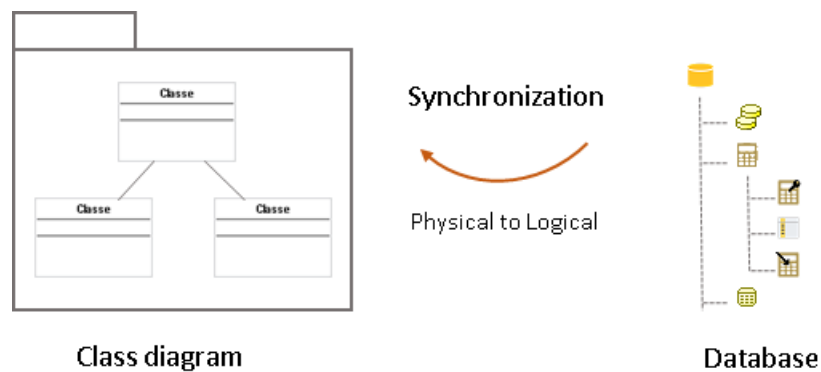 Classe
Synchronization
Classe
Classe
Physical to Logical
Class diagram
Database